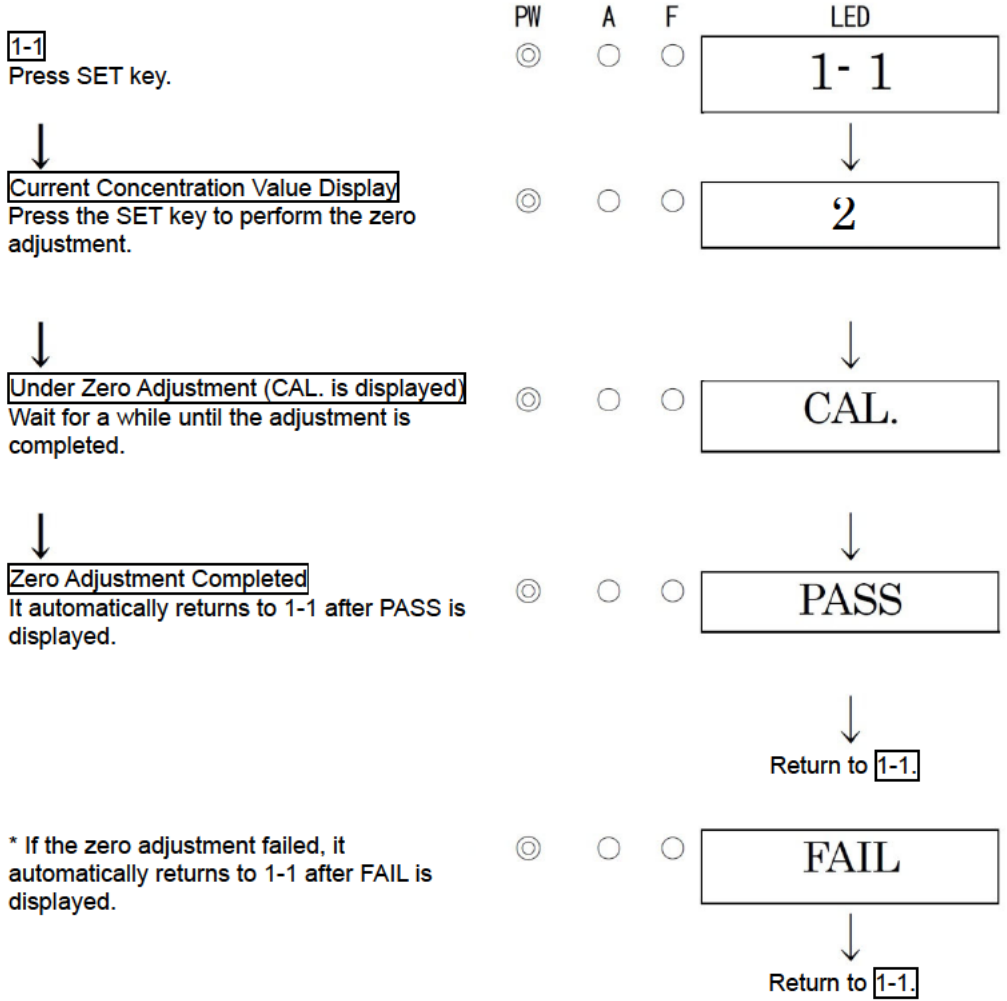 PW A F LED
1-1
Press SET key.
1- 1
Current Concentration Value Display
Press the SET key to perform the zero
adjustment.
2
Under Zero Adjustment (CAL. is displayed)
Wait for a while until the adjustment is
completed.
CAL.
Zero Adjustment Completed
It automatically returns to 1-1 after PASS is
displayed.
PASS
Return to 1-1.
* If the zero adjustment failed, it
automatically returns to 1-1 after FAIL is
displayed.
FAIL
Return to 1-1.